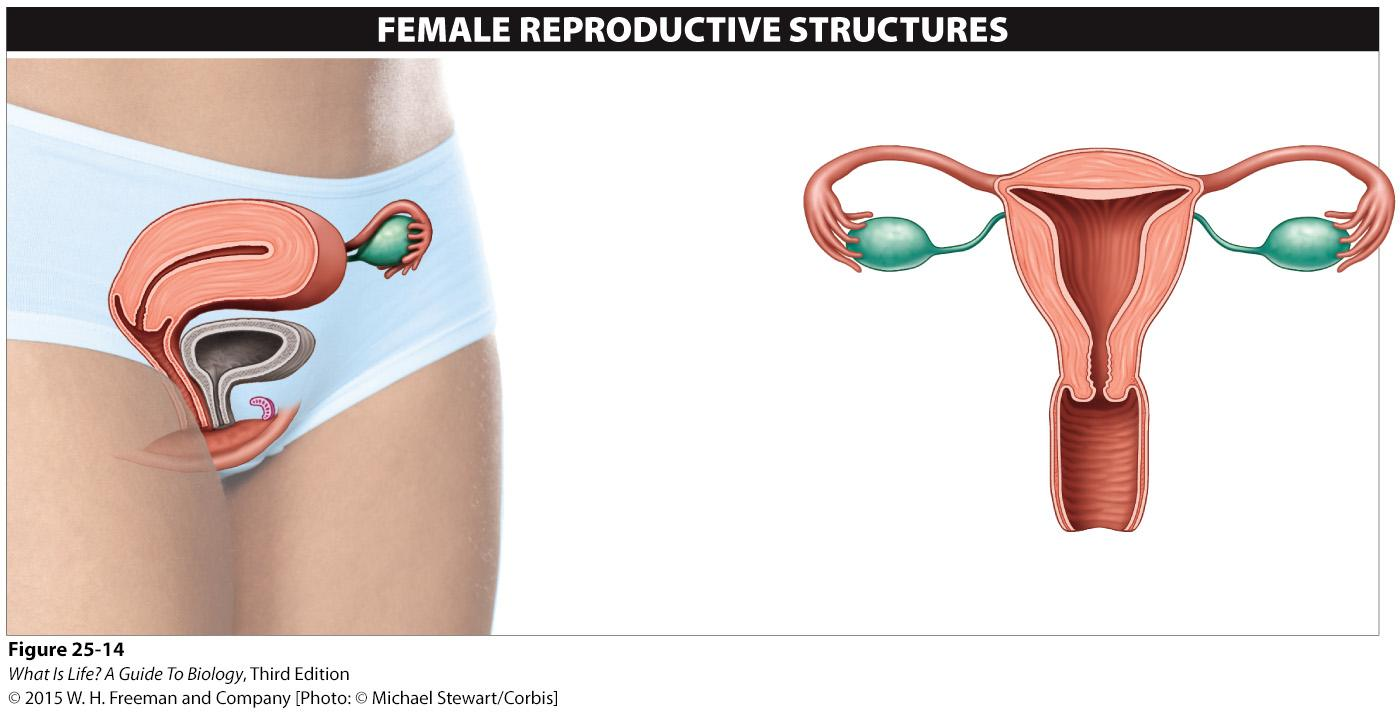 FEMALE REPRODUCTIVE STRUCTURES
Figure 25-14
What Is Life? A Guide To Biology, Third Edition
© 2015 W. H. Freeman and Company [Photo: © Michael Stewart/Corbis]